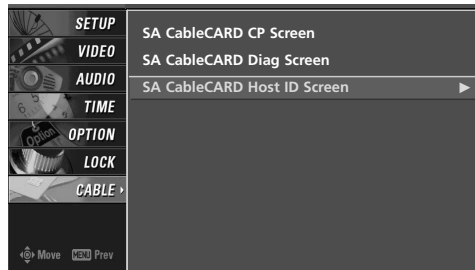 SETUP
VIDEO
AUDIO
TIME
OPTION
LOCK
CABLE
SA CableCARD CP Screen
SA CableCARD Diag Screen
SA CableCARD Host ID Screen
Move MENU Prev